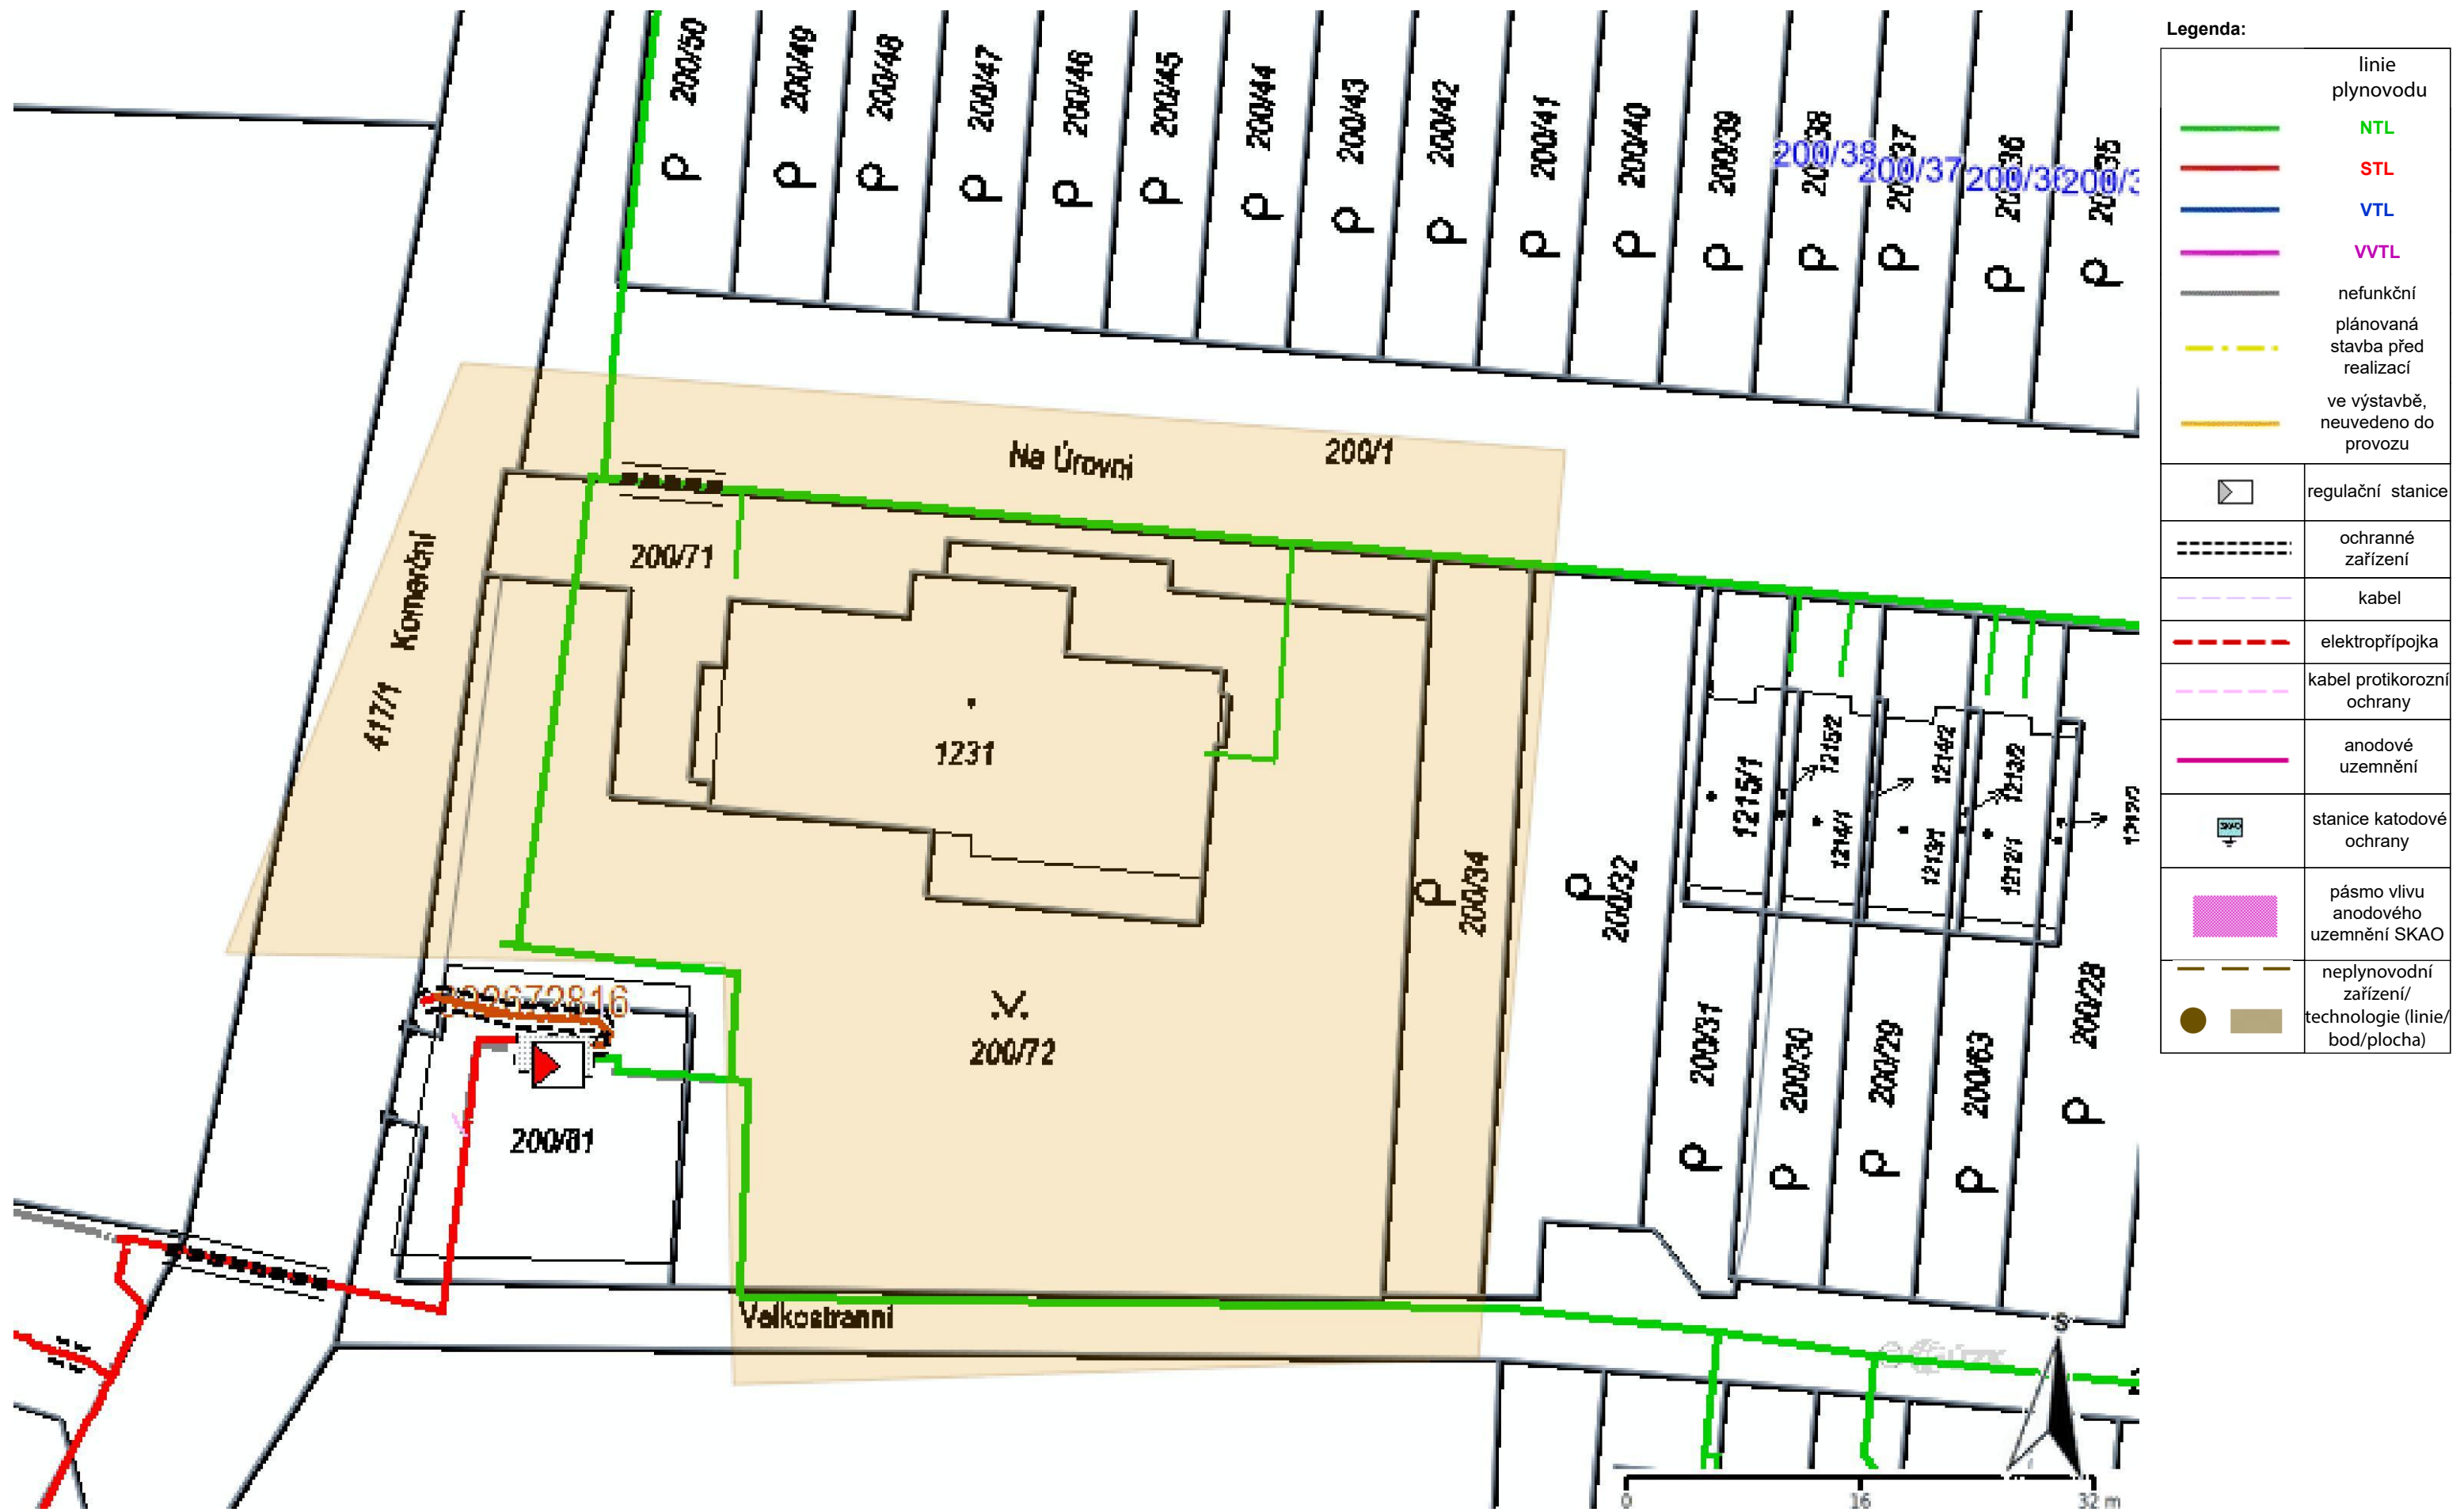 200/50
200/49
200/48
200/47
200/46
200/45
200/44
200/43
200/42
200/41
200/40
200/39
200/38
200/38
200/37
Na Úrovni
200/1
200/71
Komerční
417/1
1231
200/34
200/32
1215/1
1215/2
1214/1
1214/2
1213/1
1213/2
1212/1
200/72
200/81
200/31
200/30
200/29
200/63
200/28
Velkostranní
S
0 16 32 m
Legenda:
linie
plynovodu
NTL
STL
VTL
VVTL
nefunkční
plánovaná
stavba před
realizací
ve výstavbě,
neuvedeno do
provozu
regulační stanice
ochranné
zařízení
kabel
elektropřípojka
kabel protikorozní
ochrany
anodové
uzemnění
SKAO
stanice katodové
ochrany
pásmo vlivu
anodového
uzemnění SKAO
neplynovodní
zařízení/
technologie (linie/
bod/plocha)